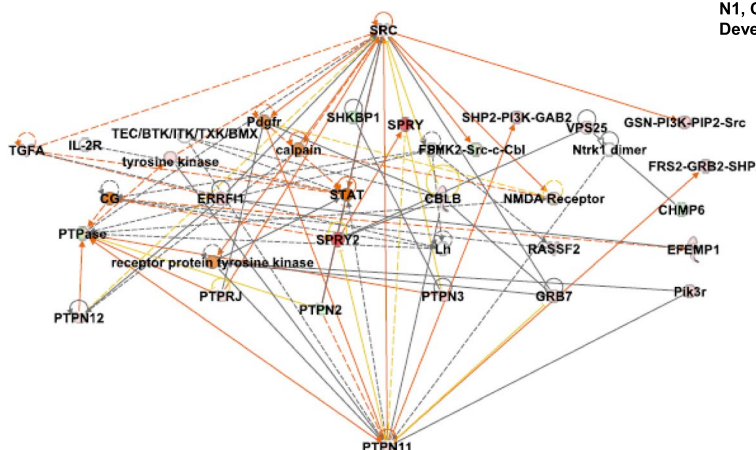 N1, C
Deve
SRC
Pdgfr
SHKBP1
SPRY
SHP2-PI3K-GAB2
VPS25
GSN-PI3K-PIP2-Src
TGFA
IL-2R
TEC/BTK/ITK/TXK/BMX
calpain
PYK2-Src-c-Cbl
Ntrk1 dimer
tyrosine kinase
FRS2-GRB2-SHP
CG
ERRFI1
STAT
CBLB
NMDA Receptor
CHMP6
PTPase
SPRY2
Lh
RASSF2
EFEMP1
receptor protein tyrosine kinase
PTPN12
PTPRJ
PTPN2
PTPN3
GRB7
Pik3r
PTPN11